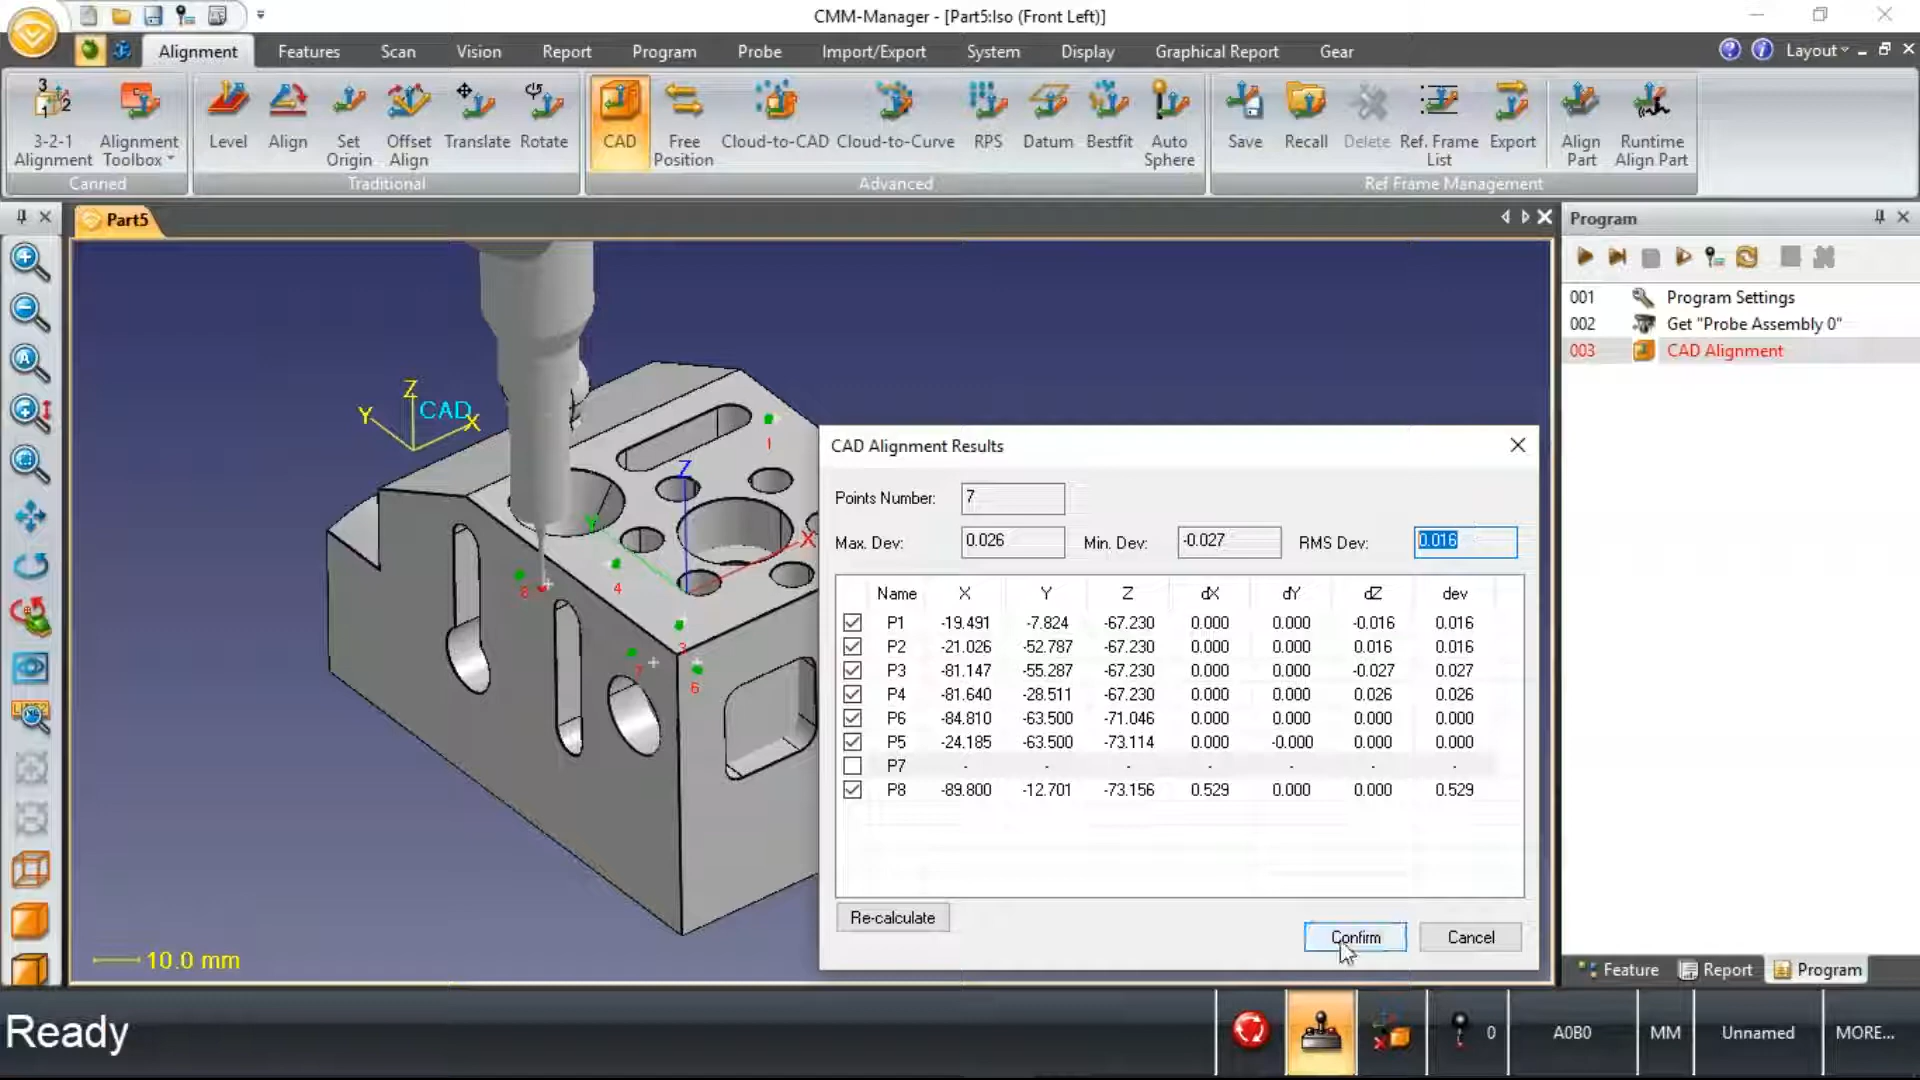 CMM-Manager - [Part5:Iso (Front Left)]
Alignment Features Scan Vision Report Program Probe Import/Export System Display Graphical Report Gear Layout
3-2-1 Alignment
Alignment Toolbox
Level
Align
Set Origin
Offset Align
Translate
Rotate
CAD
Free Position
Cloud-to-CAD
Cloud-to-Curve
RPS
Datum
Bestfit
Auto Sphere
Save
Recall
Delete
Ref. Frame List
Export
Align Part
Runtime Align Part
Canned
Traditional
Advanced
Ref Frame Management
Part5
Program
001 Program Settings
002 Get "Probe Assembly 0"
003 CAD Alignment
Z
Y CAD X
1
Z
Y X
4
8
3
7
6
10.0 mm
CAD Alignment Results
Points Number: 7
Max. Dev: 0.026 Min. Dev: -0.027 RMS Dev: 0.016
Name X Y Z dX dY dZ dev
P1 -19.491 -7.824 -67.230 0.000 0.000 -0.016 0.016
P2 -21.026 -52.787 -67.230 0.000 0.000 0.016 0.016
P3 -81.147 -55.287 -67.230 0.000 0.000 -0.027 0.027
P4 -81.640 -28.511 -67.230 0.000 0.000 0.026 0.026
P6 -84.810 -63.500 -71.046 0.000 0.000 0.000 0.000
P5 -24.185 -63.500 -73.114 0.000 -0.000 0.000 0.000
P7 - - - - - - -
P8 -89.800 -12.701 -73.156 0.529 0.000 0.000 0.529
Re-calculate
Confirm
Cancel
Feature Report Program
Ready
0
A0B0
MM
Unnamed
MORE...